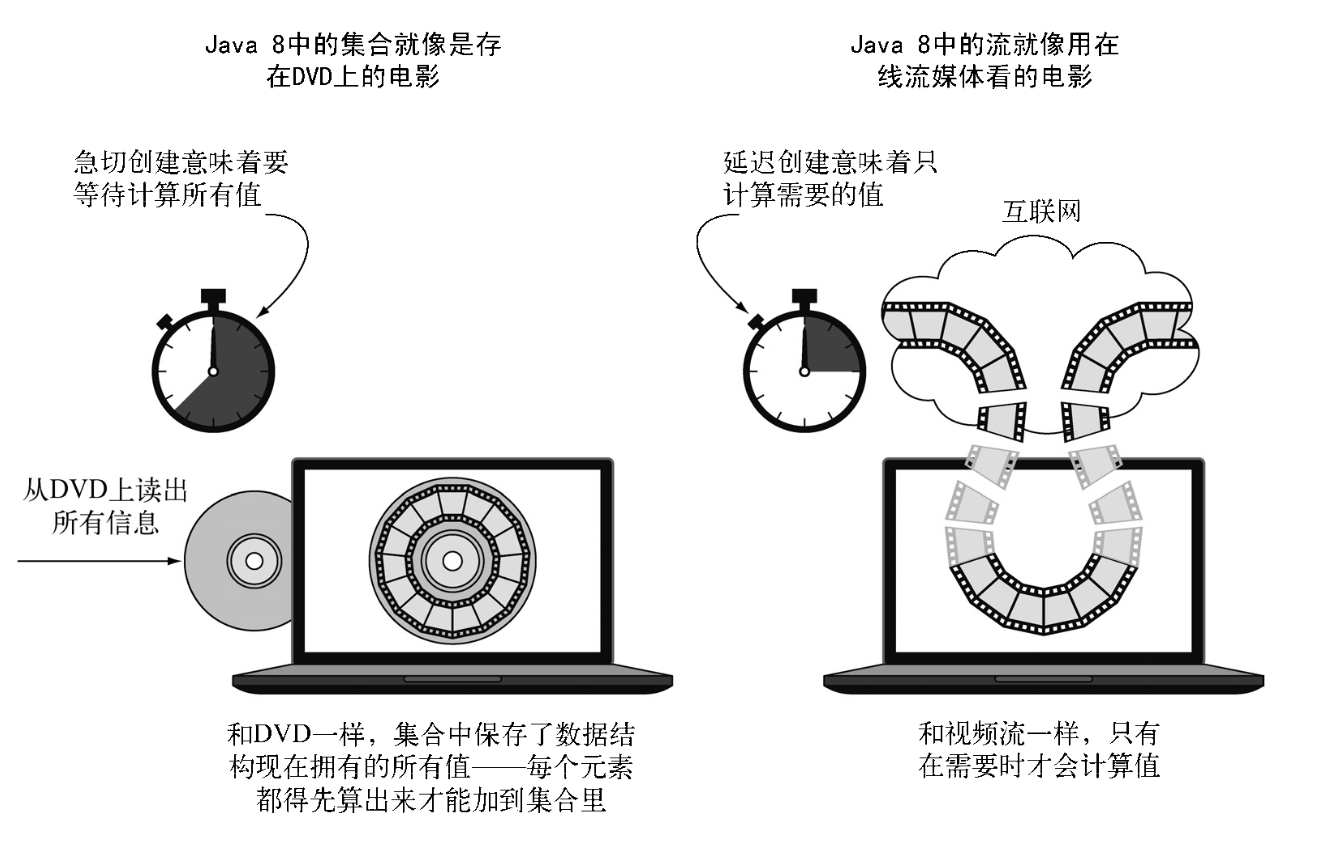 Java 8中的集合就像是存
在DVD上的电影
急切创建意味着要
等待计算所有值
从DVD上读出
所有信息
和DVD一样，集合中保存了数据结
构现在拥有的所有值——每个元素
都得先算出来才能加到集合里
Java 8中的流就像用在
线流媒体看的电影
延迟创建意味着只
计算需要的值
互联网
和视频流一样，只有
在需要时才会计算值